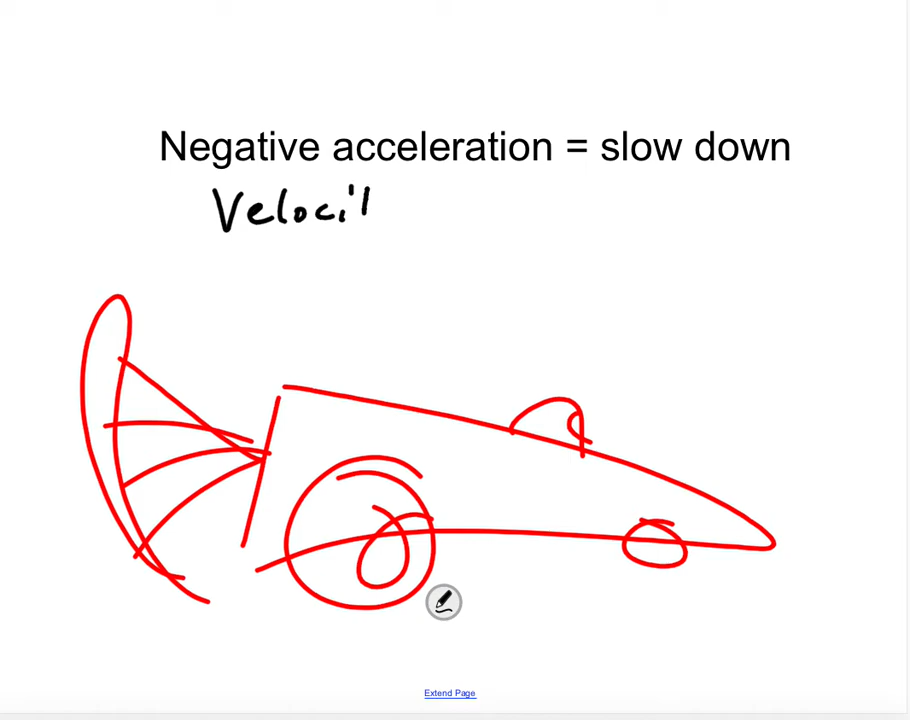 Negative acceleration = slow down
Veloci'l
Extend Page